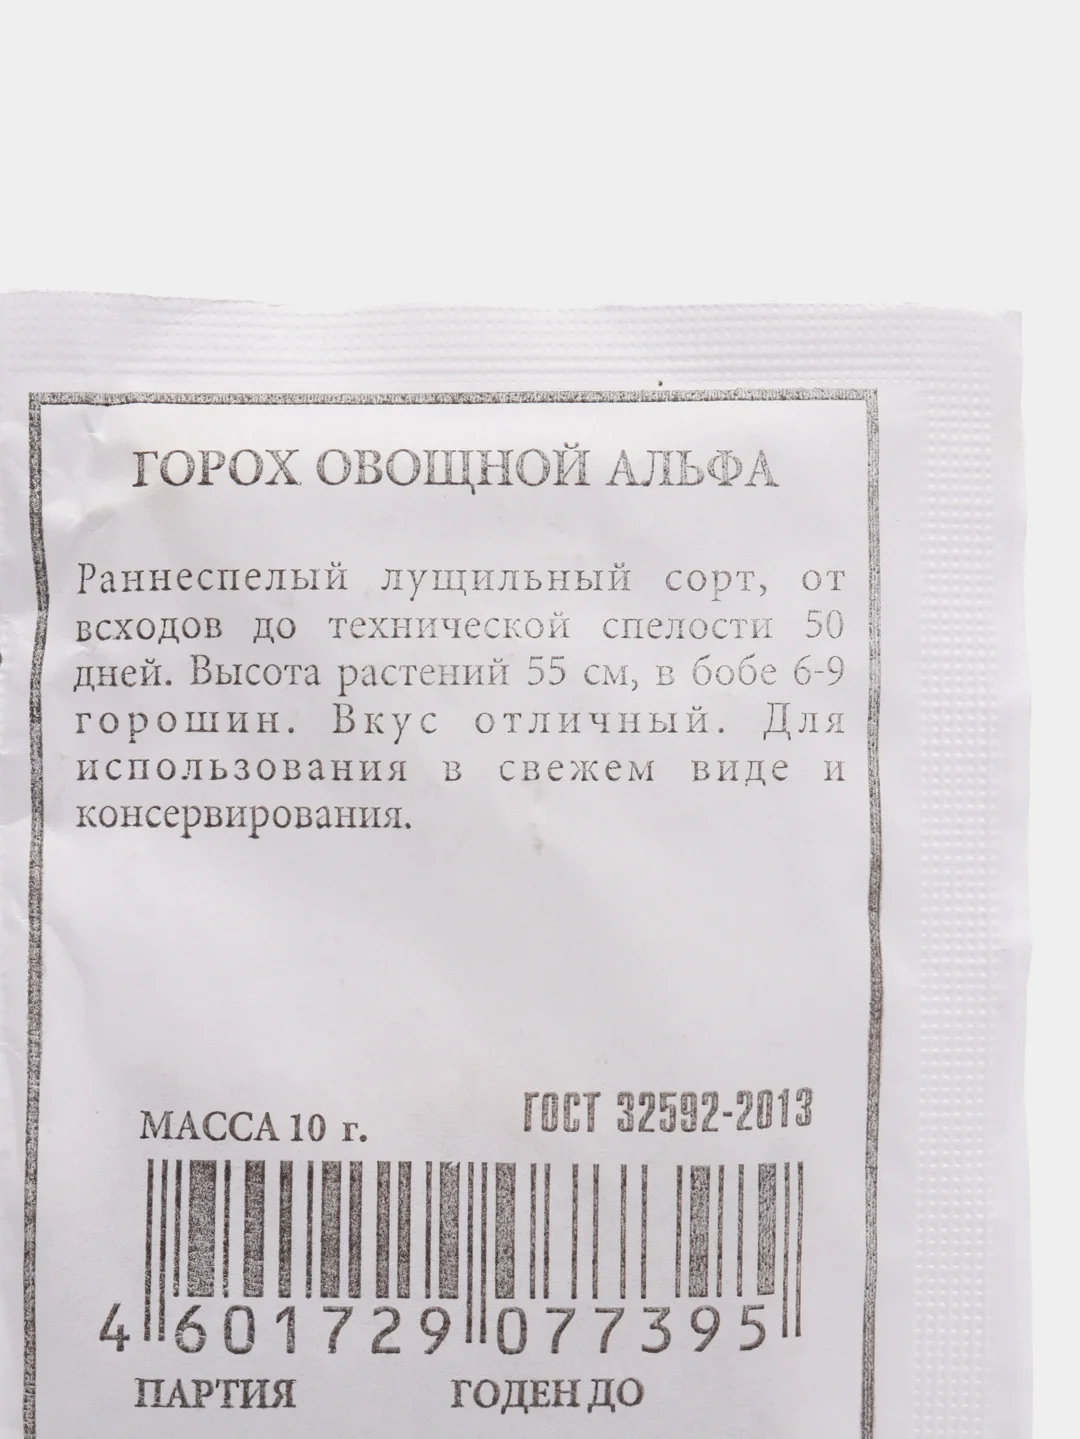 ГОРОХ ОВОЩНОЙ АЛЬФА
Раннеспелый лущильный сорт, от
всходов до технической спелости 50
дней. Высота растений 55 см, в бобе 6-9
горошин. Вкус отличный. Для
использования в свежем виде и
консервирования.
МАССА 10 г.
ГОСТ 32592-2013
4 601729 077395
ПАРТИЯ
ГОДЕН ДО